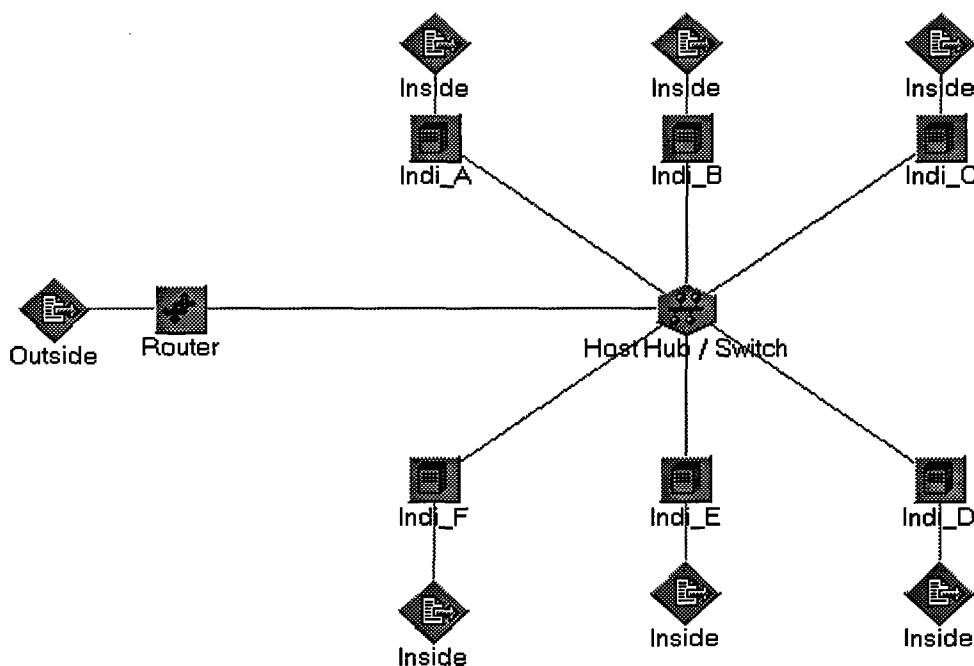 Inside
Inside
Inside
Indi_A
Indi_B
Indi_C
Outside
Router
Host Hub / Switch
Indi_F
Indi_E
Indi_D
Inside
Inside
Inside